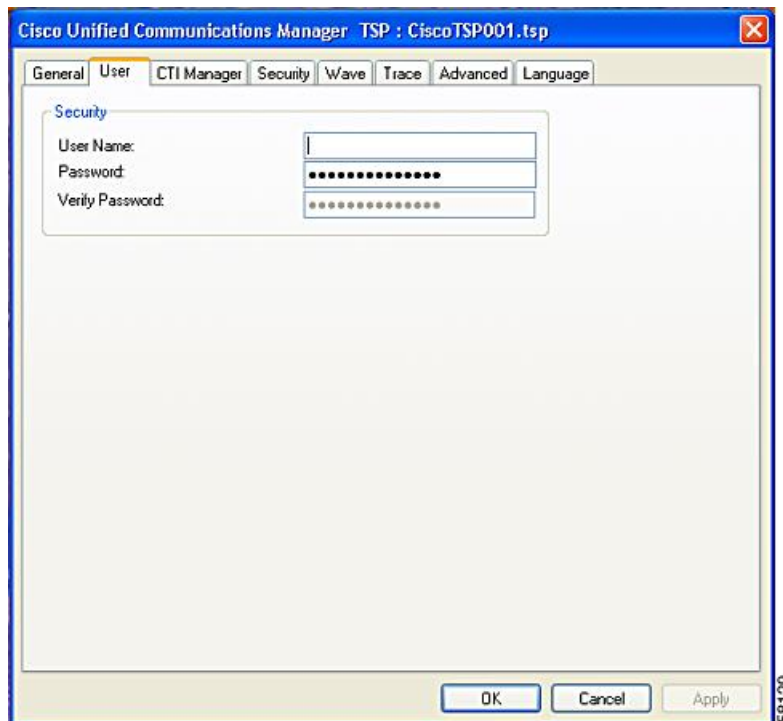 Cisco Unified Communications Manager TSP : CiscoTSP001.tsp
General User CTI Manager Security Wave Trace Advanced Language
Security
User Name:
Password:
Verify Password:
OK Cancel Apply